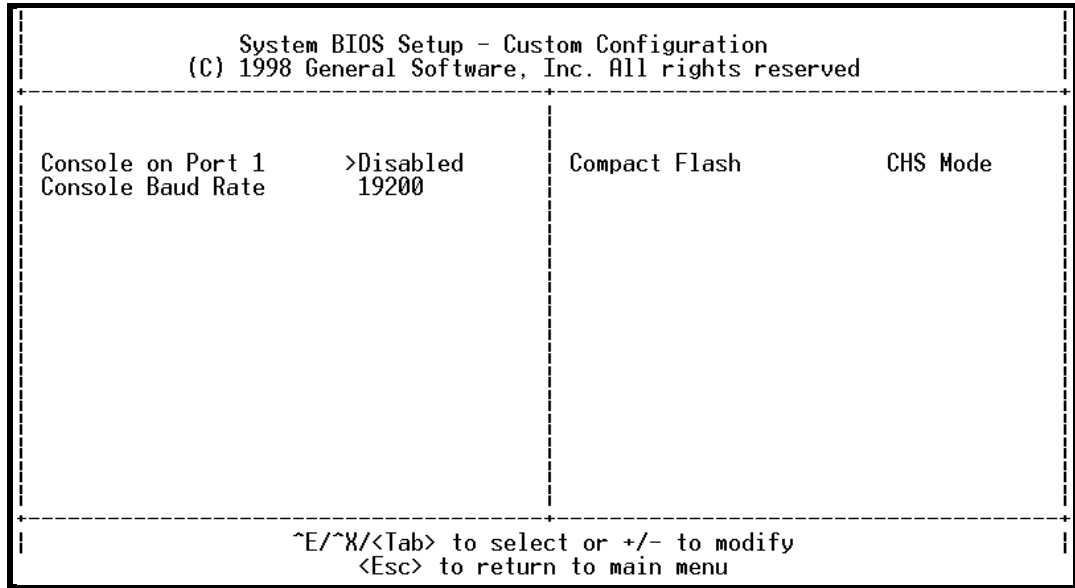 System BIOS Setup - Custom Configuration
(C) 1998 General Software, Inc. All rights reserved
Console on Port 1 >Disabled
Console Baud Rate 19200
Compact Flash CHS Mode
^E/^X/<Tab> to select or +/- to modify
<Esc> to return to main menu